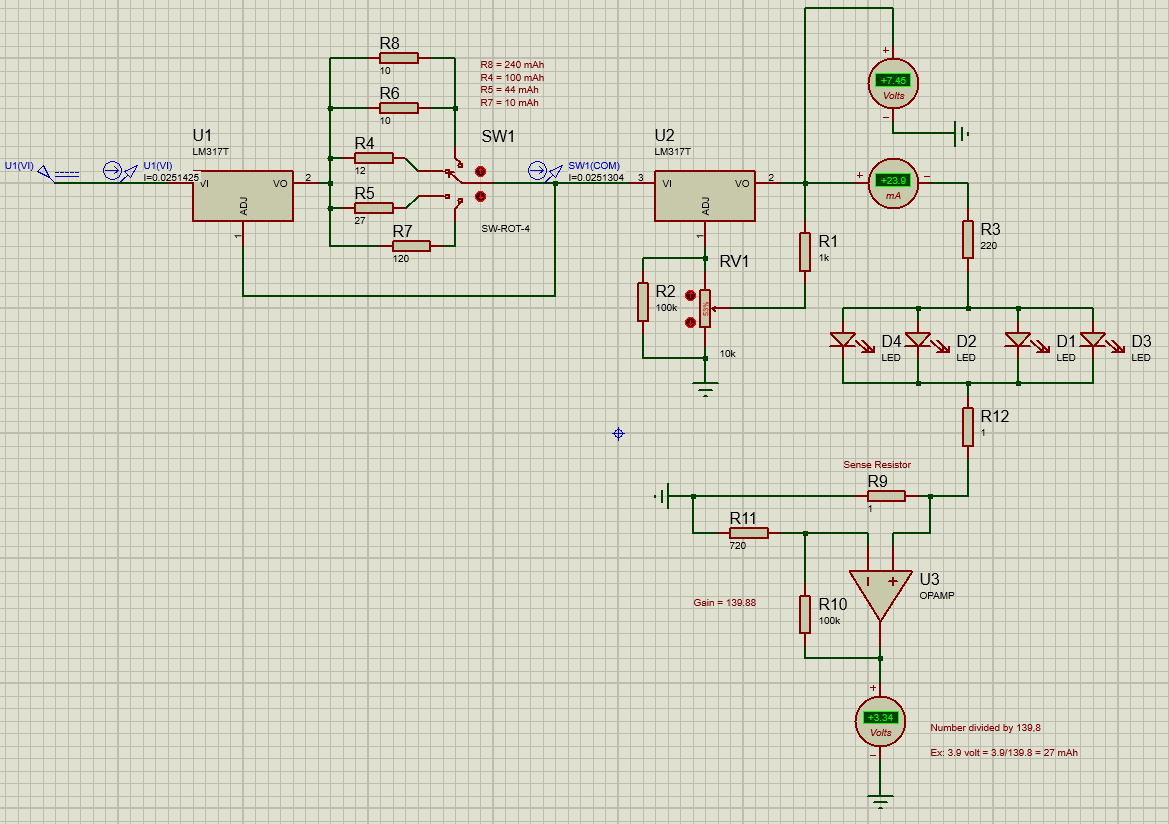 R8
10
R6
10
R8 = 240 mAh
R4 = 100 mAh
R5 = 44 mAh
R7 = 10 mAh
+7.45
Volts
U1
LM317T
R4
12
SW1
U2
LM317T
U1(VI)
U1(VI)
I=0.0251425
VI
VO
2
ADJ
1
R5
27
R7
120
SW-ROT-4
SW1(COM)
I=0.0251304
3
VI
VO
2
ADJ
1
+23.9
mA
R3
220
R1
1k
RV1
R2
100k
53%
10k
D4
LED
D2
LED
D1
LED
D3
LED
R12
1
Sense Resistor
R9
1
R11
720
U3
OPAMP
Gain = 139.88
R10
100k
+3.34
Volts
Number divided by 139,8
Ex: 3.9 volt = 3.9/139.8 = 27 mAh